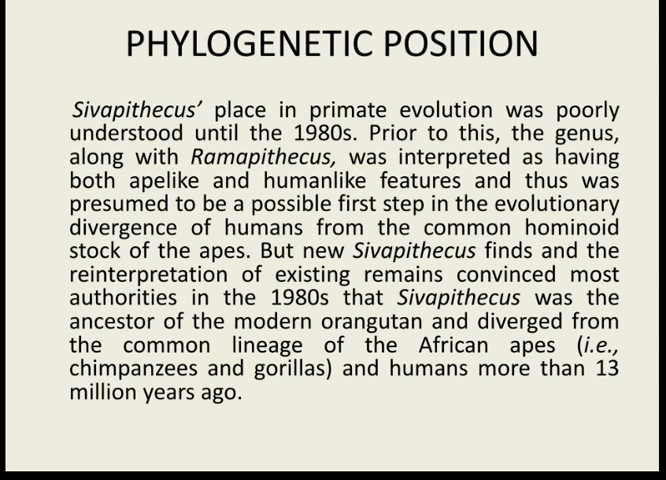 PHYLOGENETIC POSITION
Sivapithecus’ place in primate evolution was poorly
understood until the 1980s. Prior to this, the genus,
along with Ramapithecus, was interpreted as having
both apelike and humanlike features and thus was
presumed to be a possible first step in the evolutionary
divergence of humans from the common hominoid
stock of the apes. But new Sivapithecus finds and the
reinterpretation of existing remains convinced most
authorities in the 1980s that Sivapithecus was the
ancestor of the modern orangutan and diverged from
the common lineage of the African apes (i.e.,
chimpanzees and gorillas) and humans more than 13
million years ago.